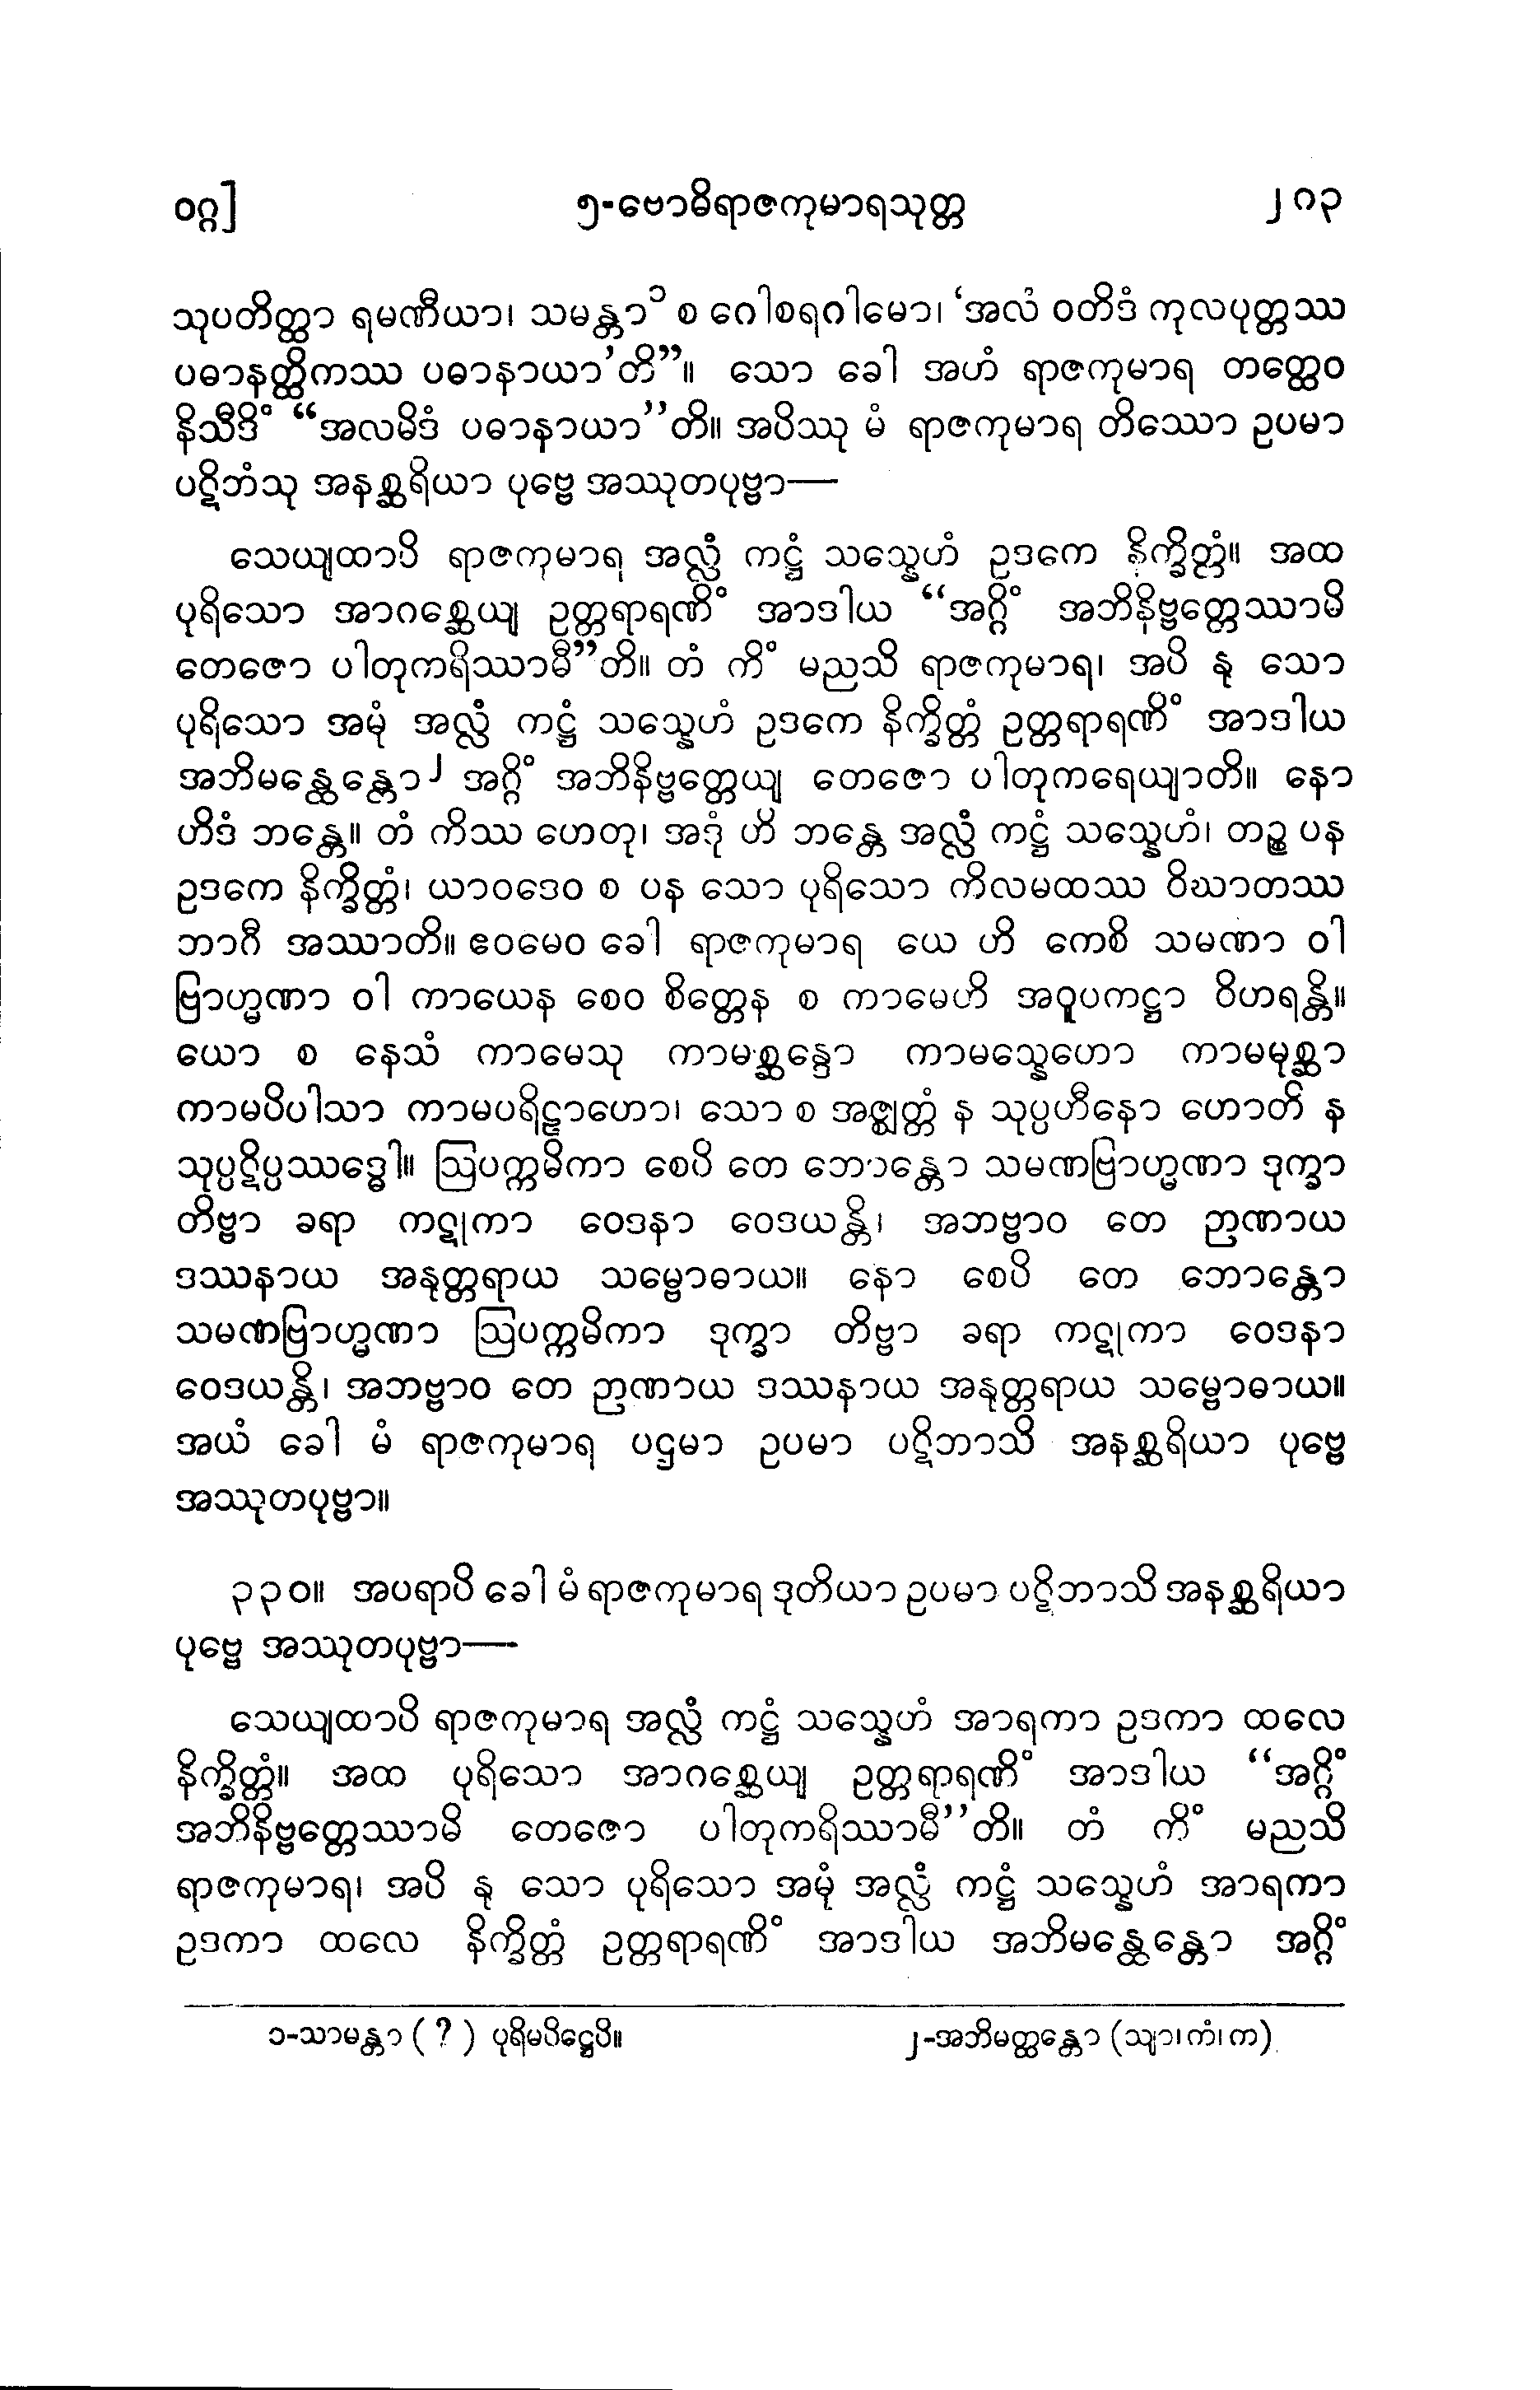 ဝဂ္ဂ] ၅-ဗောဓိရာဇကုမာရသုတ္တ ၂ဂ၃
သုပတိတ္ထာ ရမဏီယာ၊ သမန္တာ၁ စ ဂေါစရဂါမော၊ ‘အလံ ဝတိဒံ ကုလပုတ္တဿ
ပဓာနတ္ထိကဿ ပဓာနာယာ’တိ”။ သော ခေါ အဟံ ရာဇကုမာရ တတ္ထေဝ
နိသီဒိံ “အလမိဒံ ပဓာနာယာ”တိ။ အပိဿု မံ ရာဇကုမာရ တိဿော ဥပမာ
ပဋိဘံသု အနစ္ဆရိယာ ပုဗ္ဗေ အဿုတပုဗ္ဗာ—
သေယျထာပိ ရာဇကုမာရ အလ္လံ ကဋ္ဌံ သသ္နေဟံ ဥဒကေ နိက္ခိတ္တံ။ အထ
ပုရိသော အာဂစ္ဆေယျ ဥတ္တရာရဏိံ အာဒါယ “အဂ္ဂိံ အဘိနိဗ္ဗတ္တေဿာမိ
တေဇော ပါတုကရိဿာမီ”တိ။ တံ ကိံ မညသိ ရာဇကုမာရ၊ အပိ နု သော
ပုရိသော အမုံ အလ္လံ ကဋ္ဌံ သသ္နေဟံ ဥဒကေ နိက္ခိတ္တံ ဥတ္တရာရဏိံ အာဒါယ
အဘိမန္ထေန္တော၂ အဂ္ဂိံ အဘိနိဗ္ဗတ္တေယျ တေဇော ပါတုကရေယျာတိ။ နော
ဟိဒံ ဘန္တေ။ တံ ကိဿ ဟေတု၊ အဒုံ ဟိ ဘန္တေ အလ္လံ ကဋ္ဌံ သသ္နေဟံ၊ တဉ္စ ပန
ဥဒကေ နိက္ခိတ္တံ၊ ယာဝဒေဝ စ ပန သော ပုရိသော ကိလမထဿ ဝိဃာတဿ
ဘာဂီ အဿာတိ။ ဧဝမေဝ ခေါ ရာဇကုမာရ ယေ ဟိ ကေစိ သမဏာ ဝါ
ဗြာဟ္မဏာ ဝါ ကာယေန စေဝ စိတ္တေန စ ကာမေဟိ အဝူပကဋ္ဌာ ဝိဟရန္တိ။
ယော စ နေသံ ကာမေသု ကာမစ္ဆန္ဒော ကာမသ္နေဟော ကာမမုစ္ဆာ
ကာမပိပါသာ ကာမပရိဠာဟော၊ သော စ အဇ္ဈတ္တံ န သုပ္ပဟီနော ဟောတိ န
သုပ္ပဋိပ္ပဿဒ္ဓေါ။ ဩပက္ကမိကာ စေပိ တေ ဘောန္တော သမဏဗြာဟ္မဏာ ဒုက္ခာ
တိဗ္ဗာ ခရာ ကဋုကာ ဝေဒနာ ဝေဒယန္တိ၊ အဘဗ္ဗာဝ တေ ဉာဏာယ
ဒဿနာယ အနုတ္တရာယ သမ္ဗောဓာယ။ နော စေပိ တေ ဘောန္တော
သမဏဗြာဟ္မဏာ ဩပက္ကမိကာ ဒုက္ခာ တိဗ္ဗာ ခရာ ကဋုကာ ဝေဒနာ
ဝေဒယန္တိ၊ အဘဗ္ဗာဝ တေ ဉာဏာယ ဒဿနာယ အနုတ္တရာယ သမ္ဗောဓာယ။
အယံ ခေါ မံ ရာဇကုမာရ ပဌမာ ဥပမာ ပဋိဘာသိ အနစ္ဆရိယာ ပုဗ္ဗေ
အဿုတပုဗ္ဗာ။
၃၃၀။ အပရာပိ ခေါ မံ ရာဇကုမာရ ဒုတိယာ ဥပမာ ပဋိဘာသိ အနစ္ဆရိယာ
ပုဗ္ဗေ အဿုတပုဗ္ဗာ—
သေယျထာပိ ရာဇကုမာရ အလ္လံ ကဋ္ဌံ သသ္နေဟံ အာရကာ ဥဒကာ ထလေ
နိက္ခိတ္တံ။ အထ ပုရိသော အာဂစ္ဆေယျ ဥတ္တရာရဏိံ အာဒါယ “အဂ္ဂိံ
အဘိနိဗ္ဗတ္တေဿာမိ တေဇော ပါတုကရိဿာမီ”တိ။ တံ ကိံ မညသိ
ရာဇကုမာရ၊ အပိ နု သော ပုရိသော အမုံ အလ္လံ ကဋ္ဌံ သသ္နေဟံ အာရကာ
ဥဒကာ ထလေ နိက္ခိတ္တံ ဥတ္တရာရဏိံ အာဒါယ အဘိမန္ထေန္တော အဂ္ဂိံ
၁-သာမန္တာ (?) ပုရိမပိဋ္ဌေပိ။ ၂-အဘိမတ္ထန္တော (သျာ၊ကံ၊က)